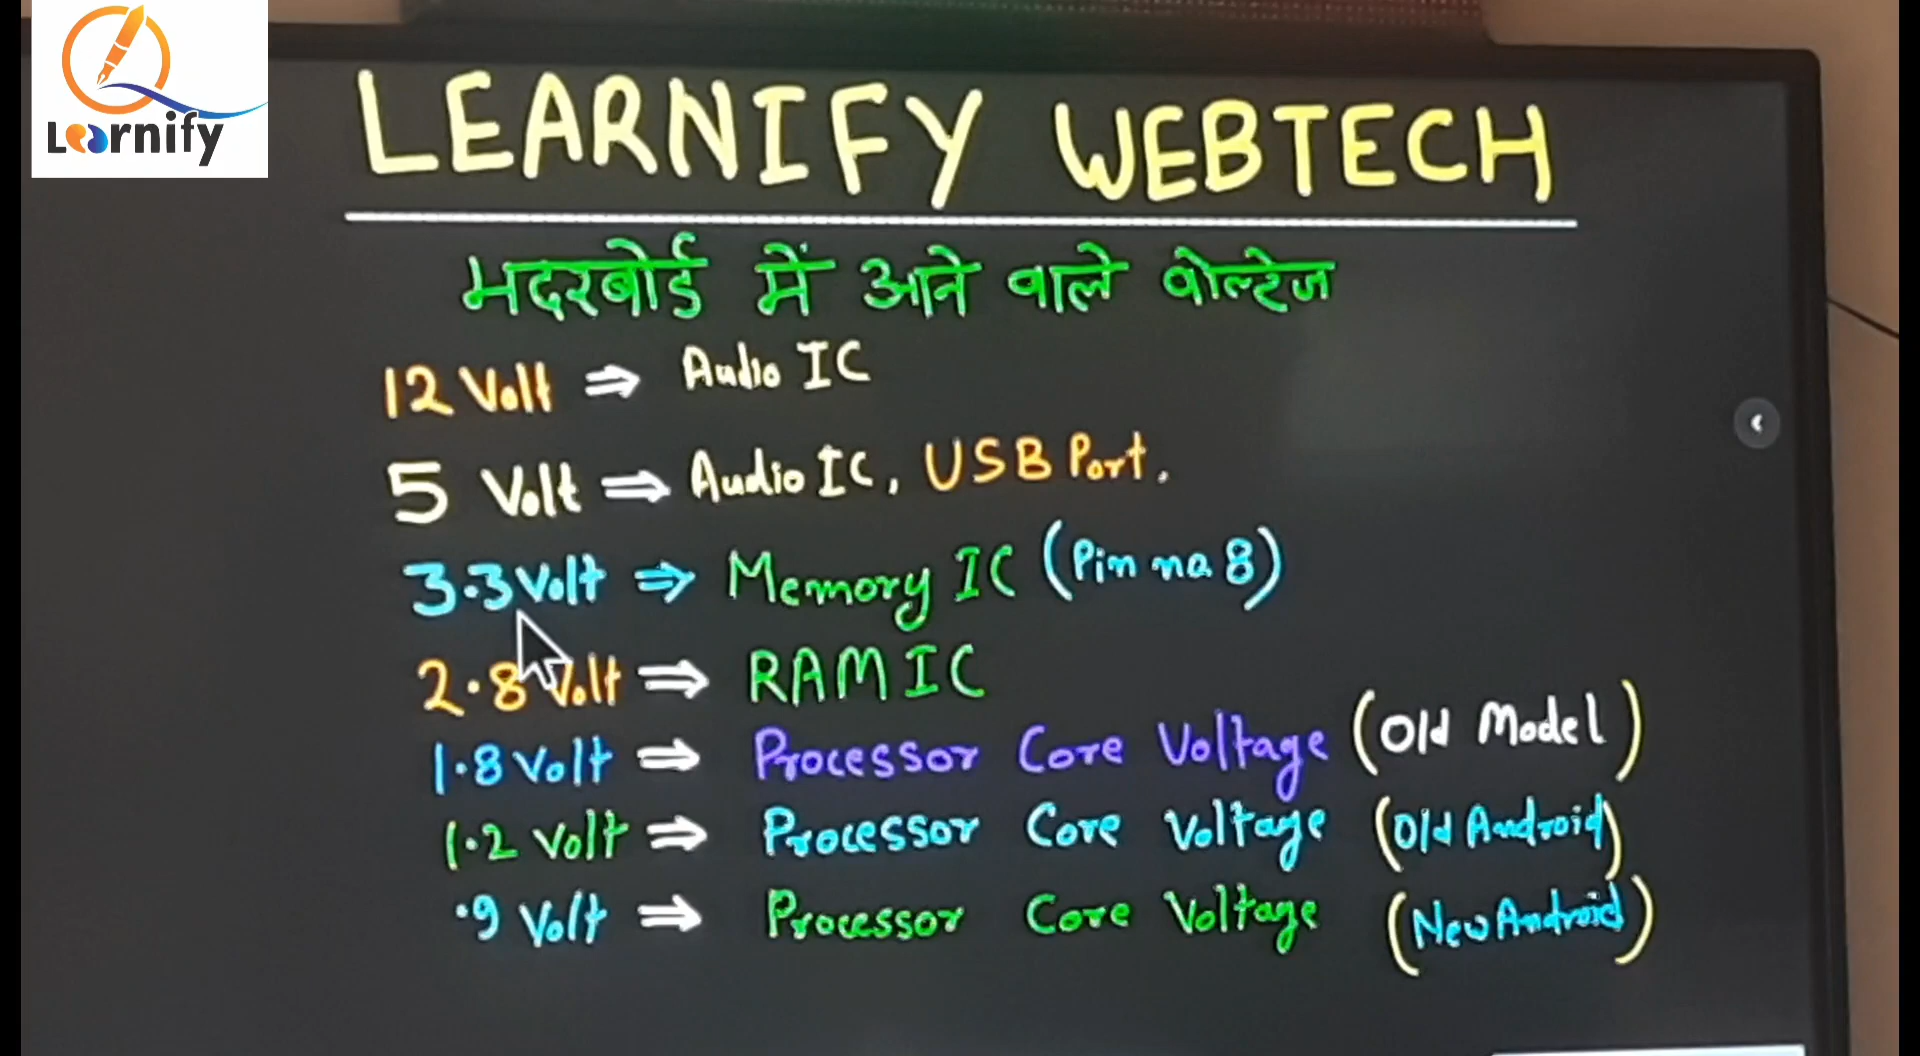 Learnify
LEARNIFY WEBTECH
मदरबोर्ड में आने वाले वोल्टेज
12 Volt ⇒ Audio IC
5 Volt ⇒ Audio IC, USB Port.
3.3 Volt ⇒ Memory IC (Pin no 8)
2.8 Volt ⇒ RAM IC
1.8 Volt ⇒ Processor Core Voltage (Old Model)
1.2 Volt ⇒ Processor Core Voltage (Old Android)
.9 Volt ⇒ Processor Core Voltage (New Android)